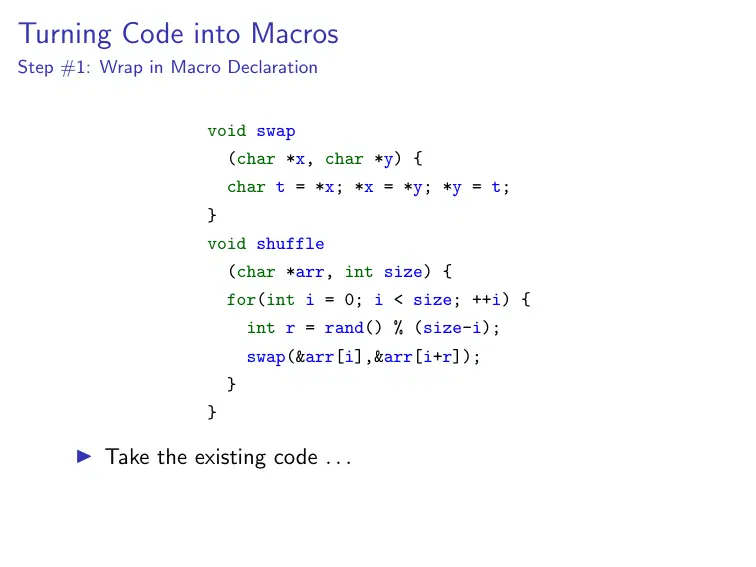 Turning Code into Macros
Step #1: Wrap in Macro Declaration
void swap
(char *x, char *y) {
char t = *x; *x = *y; *y = t;
}
void shuffle
(char *arr, int size) {
for(int i = 0; i < size; ++i) {
int r = rand() % (size-i);
swap(&arr[i],&arr[i+r]);
}
}
▶ Take the existing code ...